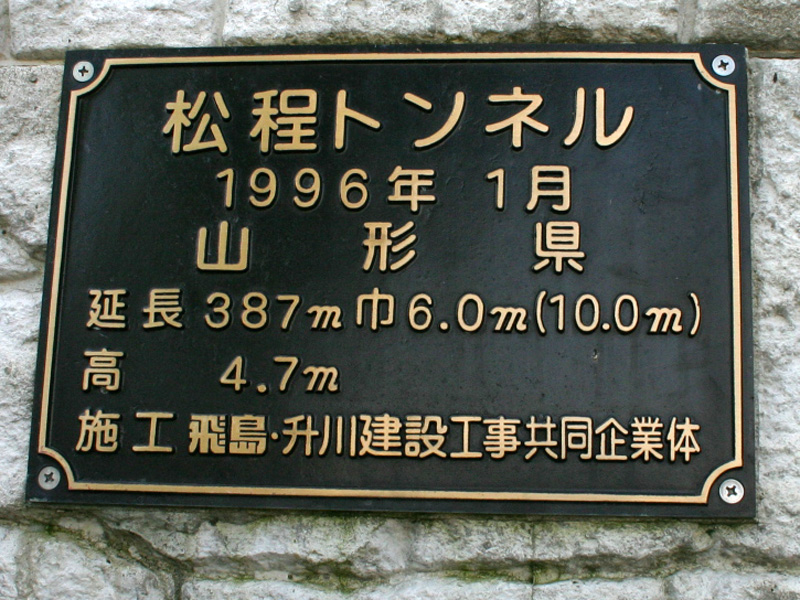 松程トンネル
1996年 1月
山形県
延長 387m 巾6.0m(10.0m)
高 4.7m
施工 飛島・升川建設工事共同企業体